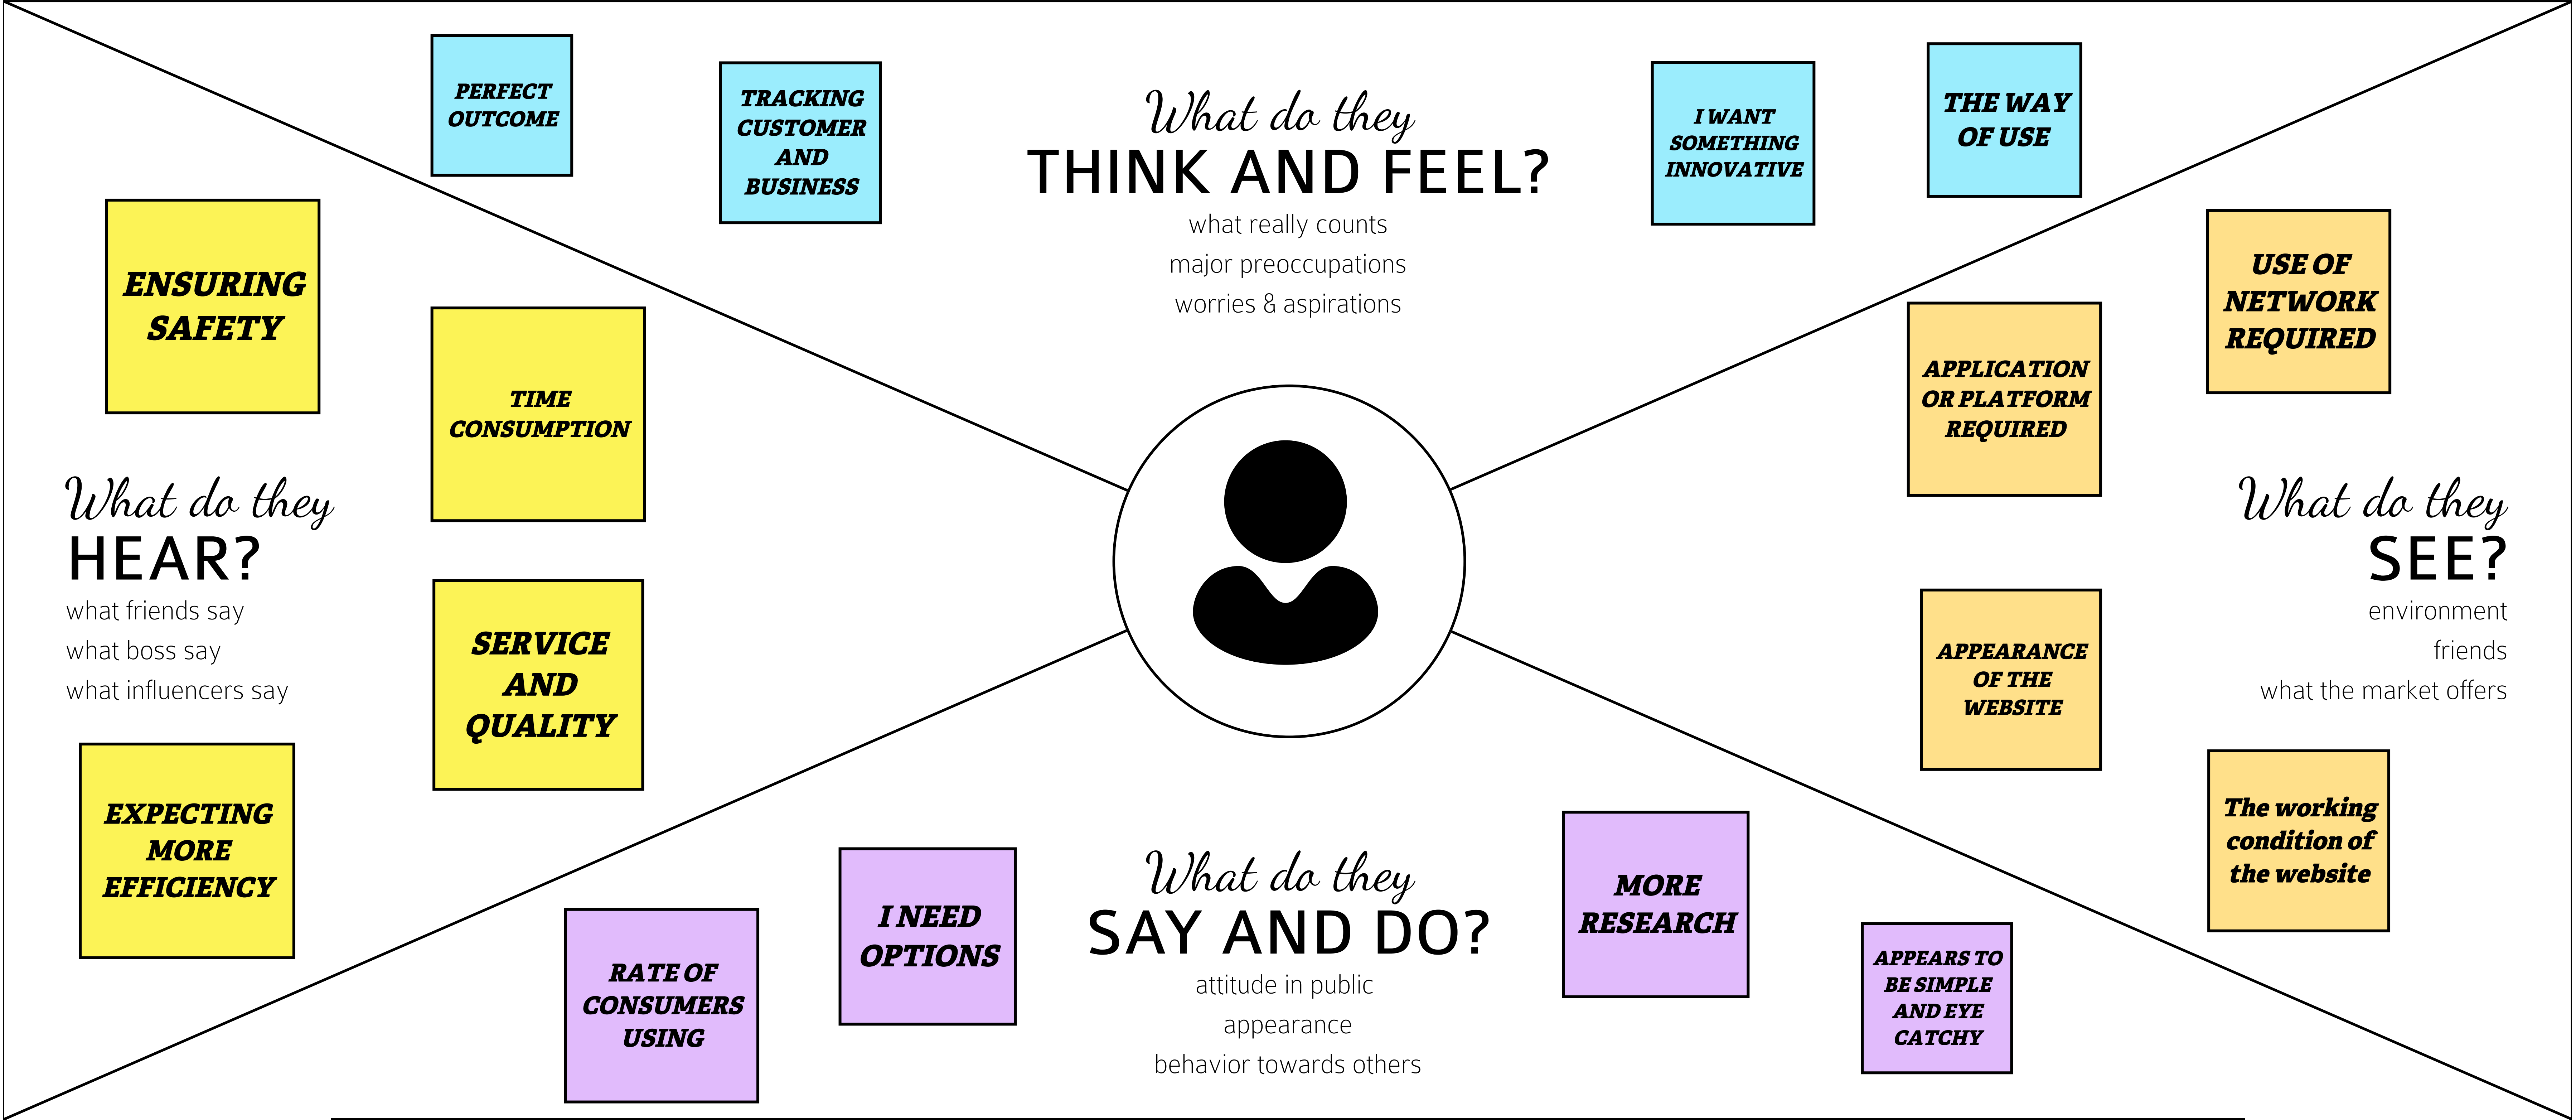 PERFECT
OUTCOME
TRACKING
CUSTOMER
AND
BUSINESS
What do they
THINK AND FEEL?
what really counts
major preoccupations
worries & aspirations
I WANT
SOMETHING
INNOVATIVE
THE WAY
OF USE
ENSURING
SAFETY
TIME
CONSUMPTION
What do they
HEAR?
what friends say
what boss say
what influencers say
SERVICE
AND
QUALITY
EXPECTING
MORE
EFFICIENCY
USE OF
NETWORK
REQUIRED
APPLICATION
OR PLATFORM
REQUIRED
What do they
SEE?
environment
friends
what the market offers
APPEARANCE
OF THE
WEBSITE
The working
condition of
the website
RATE OF
CONSUMERS
USING
I NEED
OPTIONS
What do they
SAY AND DO?
attitude in public
appearance
behavior towards others
MORE
RESEARCH
APPEARS TO
BE SIMPLE
AND EYE
CATCHY